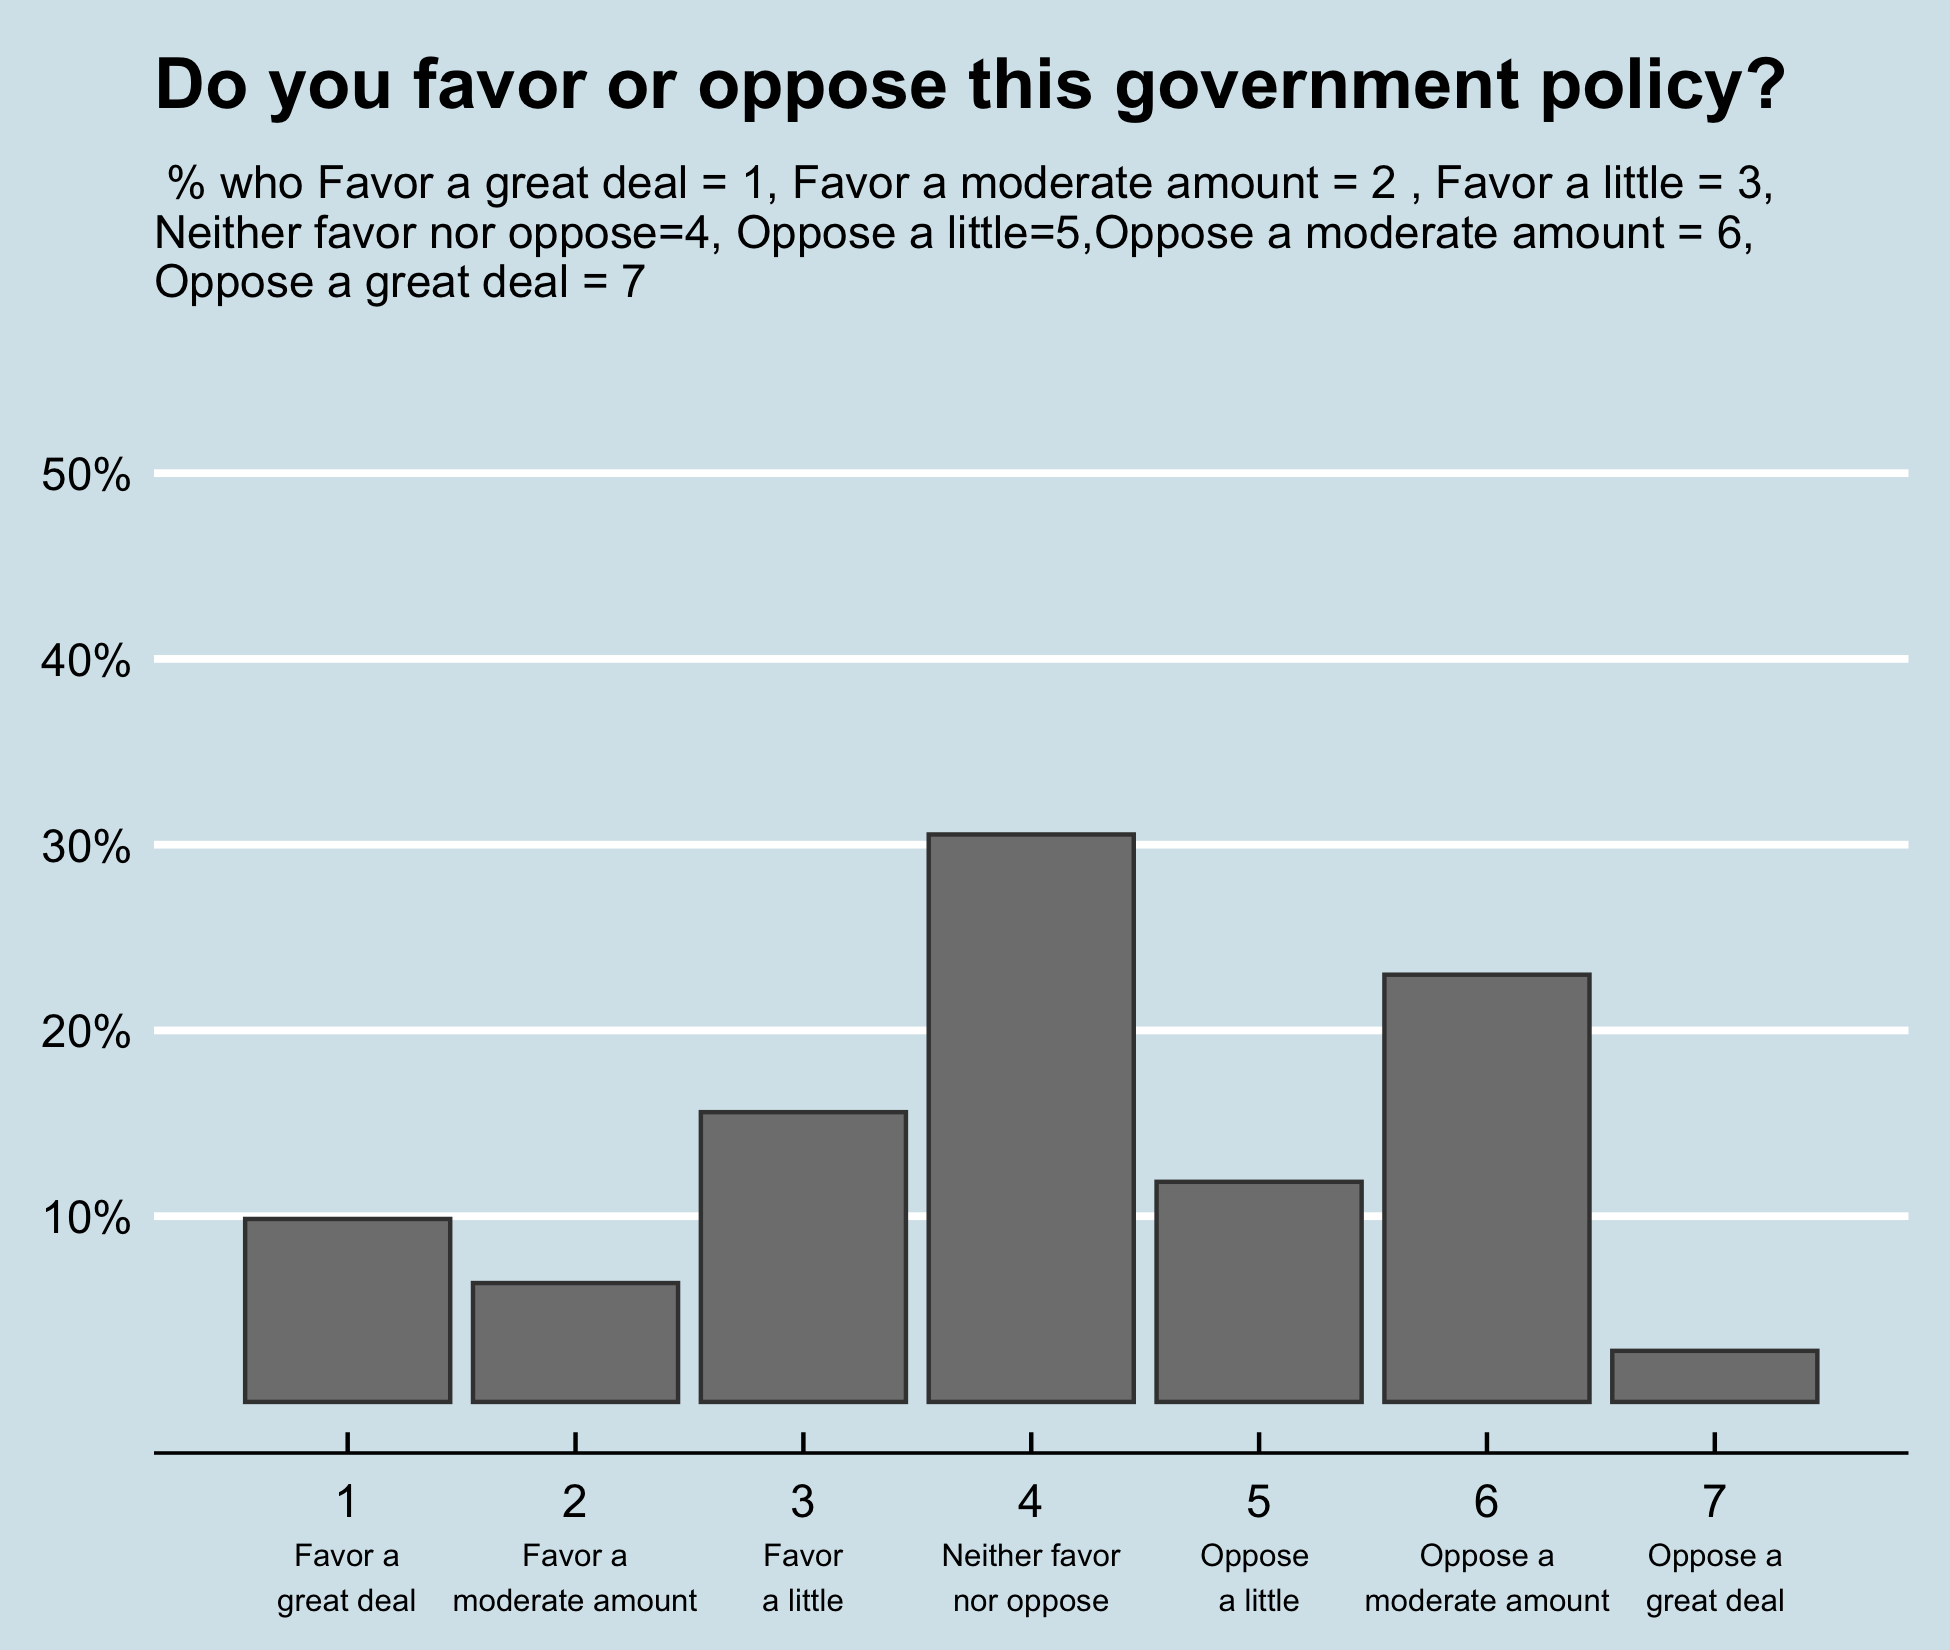 Do you favor or oppose this government policy?
% who Favor a great deal = 1, Favor a moderate amount = 2 , Favor a little = 3,
Neither favor nor oppose=4, Oppose a little=5,Oppose a moderate amount = 6,
Oppose a great deal = 7
50%
40%
30%
20%
10%
1 2 3 4 5 6 7
Favor a Favor a Favor Neither favor Oppose Oppose a Oppose a
great deal moderate amount a little nor oppose a little moderate amount great deal